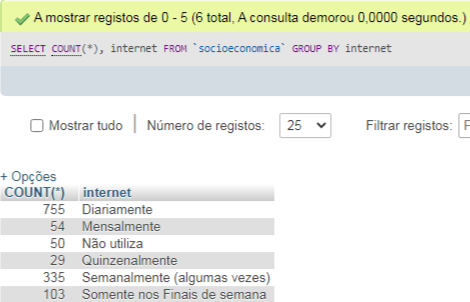 A mostrar registos de 0 - 5 (6 total, A consulta demorou 0,0000 segundos.)
SELECT COUNT(*), internet FROM `socioeconomica` GROUP BY internet
Mostrar tudo Número de registos: 25 Filtrar registos:
+ Opções
COUNT(*) internet
755 Diariamente
54 Mensalmente
50 Não utiliza
29 Quinzenalmente
335 Semanalmente (algumas vezes)
103 Somente nos Finais de semana